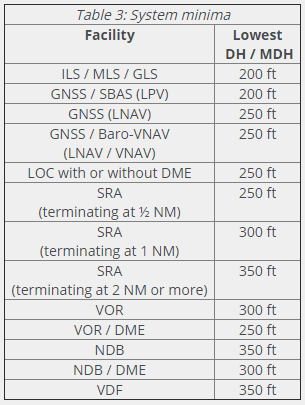 Table 3: System minima
Facility Lowest
DH / MDH
ILS / MLS / GLS 200 ft
GNSS / SBAS (LPV) 200 ft
GNSS (LNAV) 250 ft
GNSS / Baro-VNAV 250 ft
(LNAV / VNAV)
LOC with or without DME 250 ft
SRA 250 ft
(terminating at ½ NM)
SRA 300 ft
(terminating at 1 NM)
SRA 350 ft
(terminating at 2 NM or more)
VOR 300 ft
VOR / DME 250 ft
NDB 350 ft
NDB / DME 300 ft
VDF 350 ft